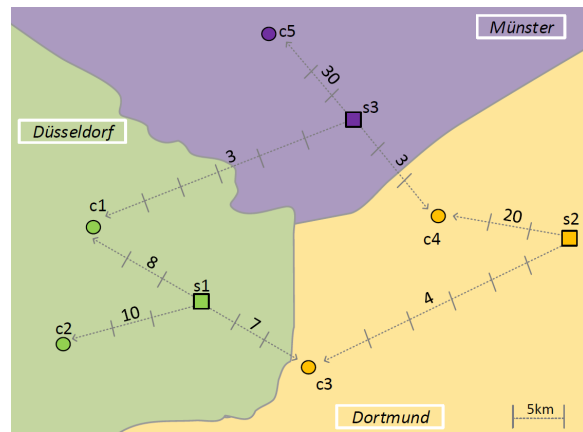 c5
Münster
30
s3
Düsseldorf
3
3
c1
20
s2
c4
8
s1
4
10
7
c2
c3
5km
Dortmund